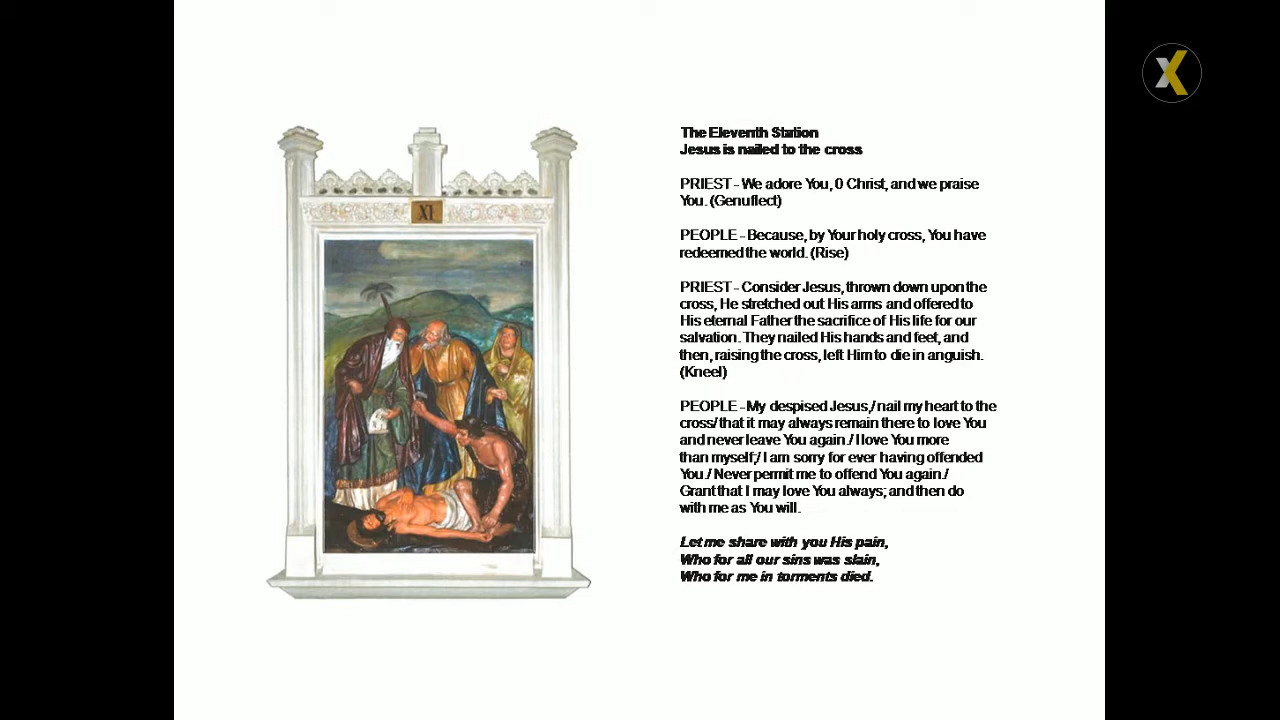 XI
The Eleventh Station
Jesus is nailed to the cross
PRIEST - We adore You, O Christ, and we praise
You. (Genuflect)
PEOPLE - Because, by Your holy cross, You have
redeemed the world. (Rise)
PRIEST - Consider Jesus, thrown down upon the
cross, He stretched out His arms and offered to
His eternal Father the sacrifice of His life for our
salvation. They nailed His hands and feet, and
then, raising the cross, left Him to die in anguish.
(Kneel)
PEOPLE - My despised Jesus,/ nail my heart to the
cross/ that it may always remain there to love You
and never leave You again./ I love You more
than myself;/ I am sorry for ever having offended
You./ Never permit me to offend You again./
Grant that I may love You always; and then do
with me as You will.
Let me share with you His pain,
Who for all our sins was slain,
Who for me in torments died.
X